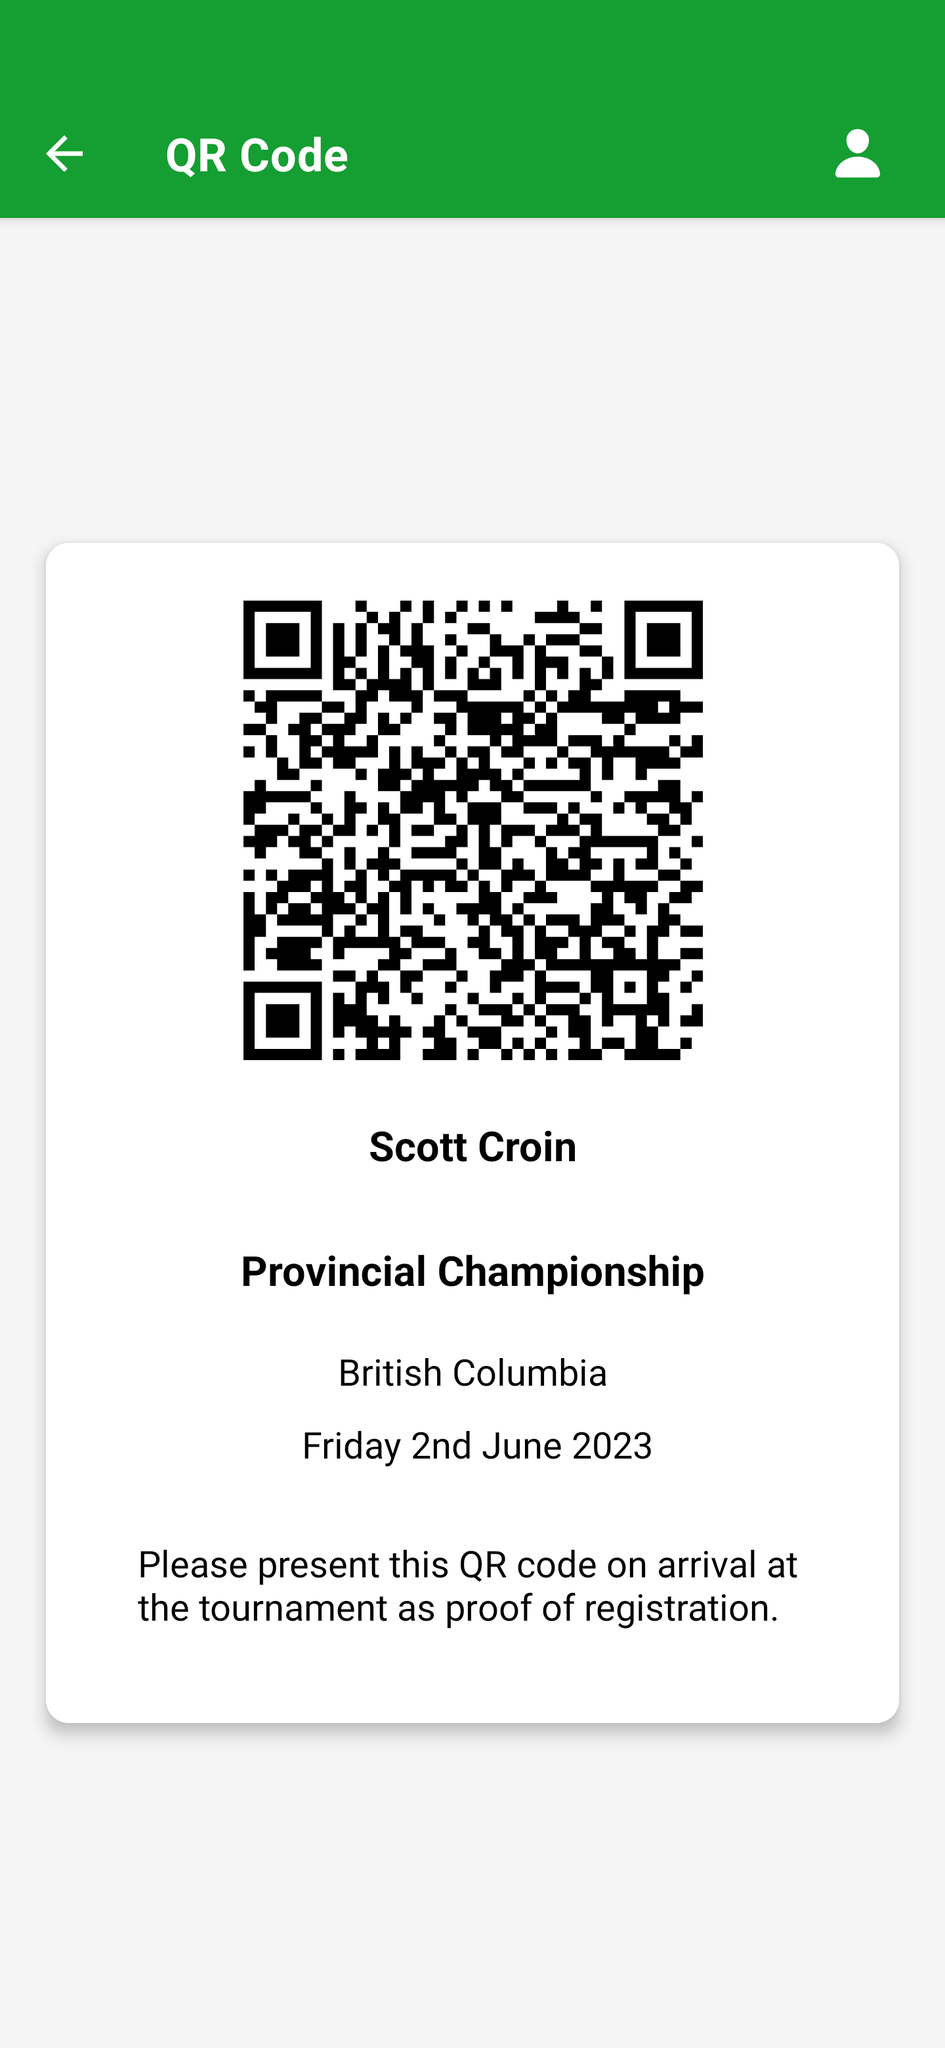 QR Code
Scott Croin
Provincial Championship
British Columbia
Friday 2nd June 2023
Please present this QR code on arrival at
the tournament as proof of registration.